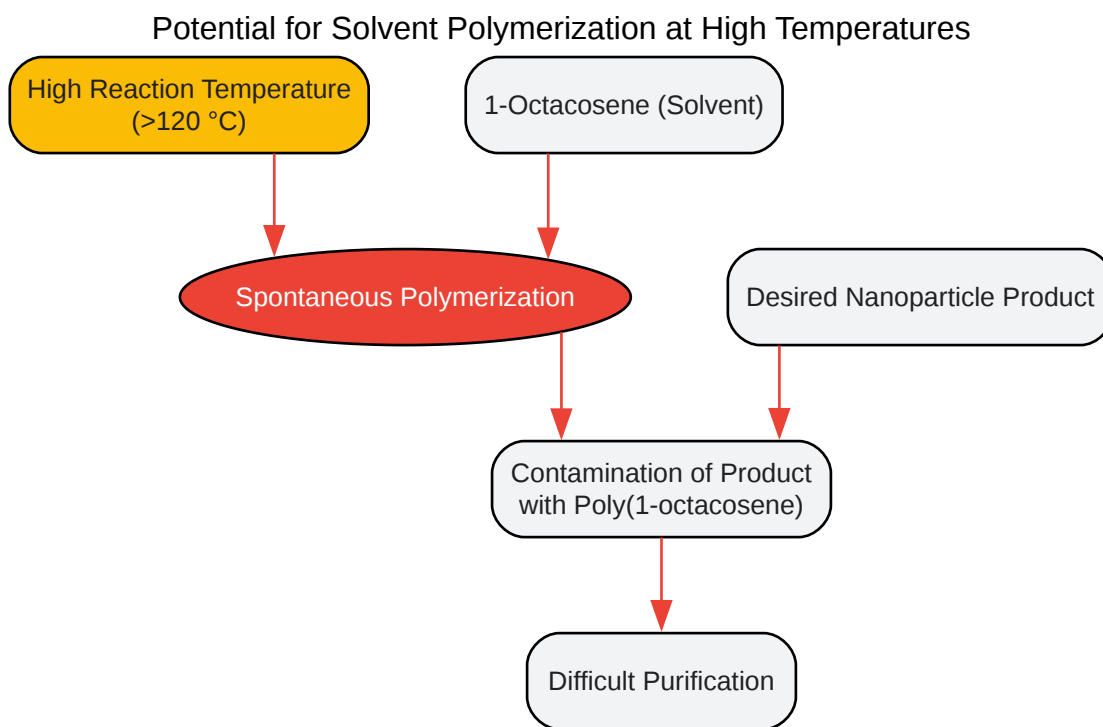 Potential for Solvent Polymerization at High Temperatures
High Reaction Temperature
(>120 °C)
1-Octacosene (Solvent)
Spontaneous Polymerization
Desired Nanoparticle Product
Contamination of Product
with Poly(1-octacosene)
Difficult Purification